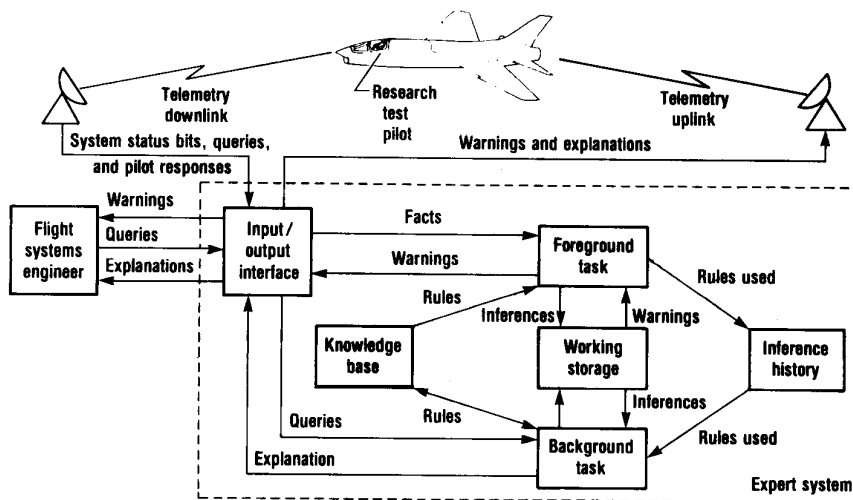 Telemetry
downlink
Research
test
pilot
Telemetry
uplink
System status bits, queries,
and pilot responses
Warnings and explanations
Flight
systems
engineer
Warnings
Queries
Explanations
Input/
output
interface
Facts
Warnings
Foreground
task
Rules
Inferences
Warnings
Rules used
Knowledge
base
Working
storage
Inference
history
Rules
Inferences
Queries
Rules used
Explanation
Background
task
Expert system